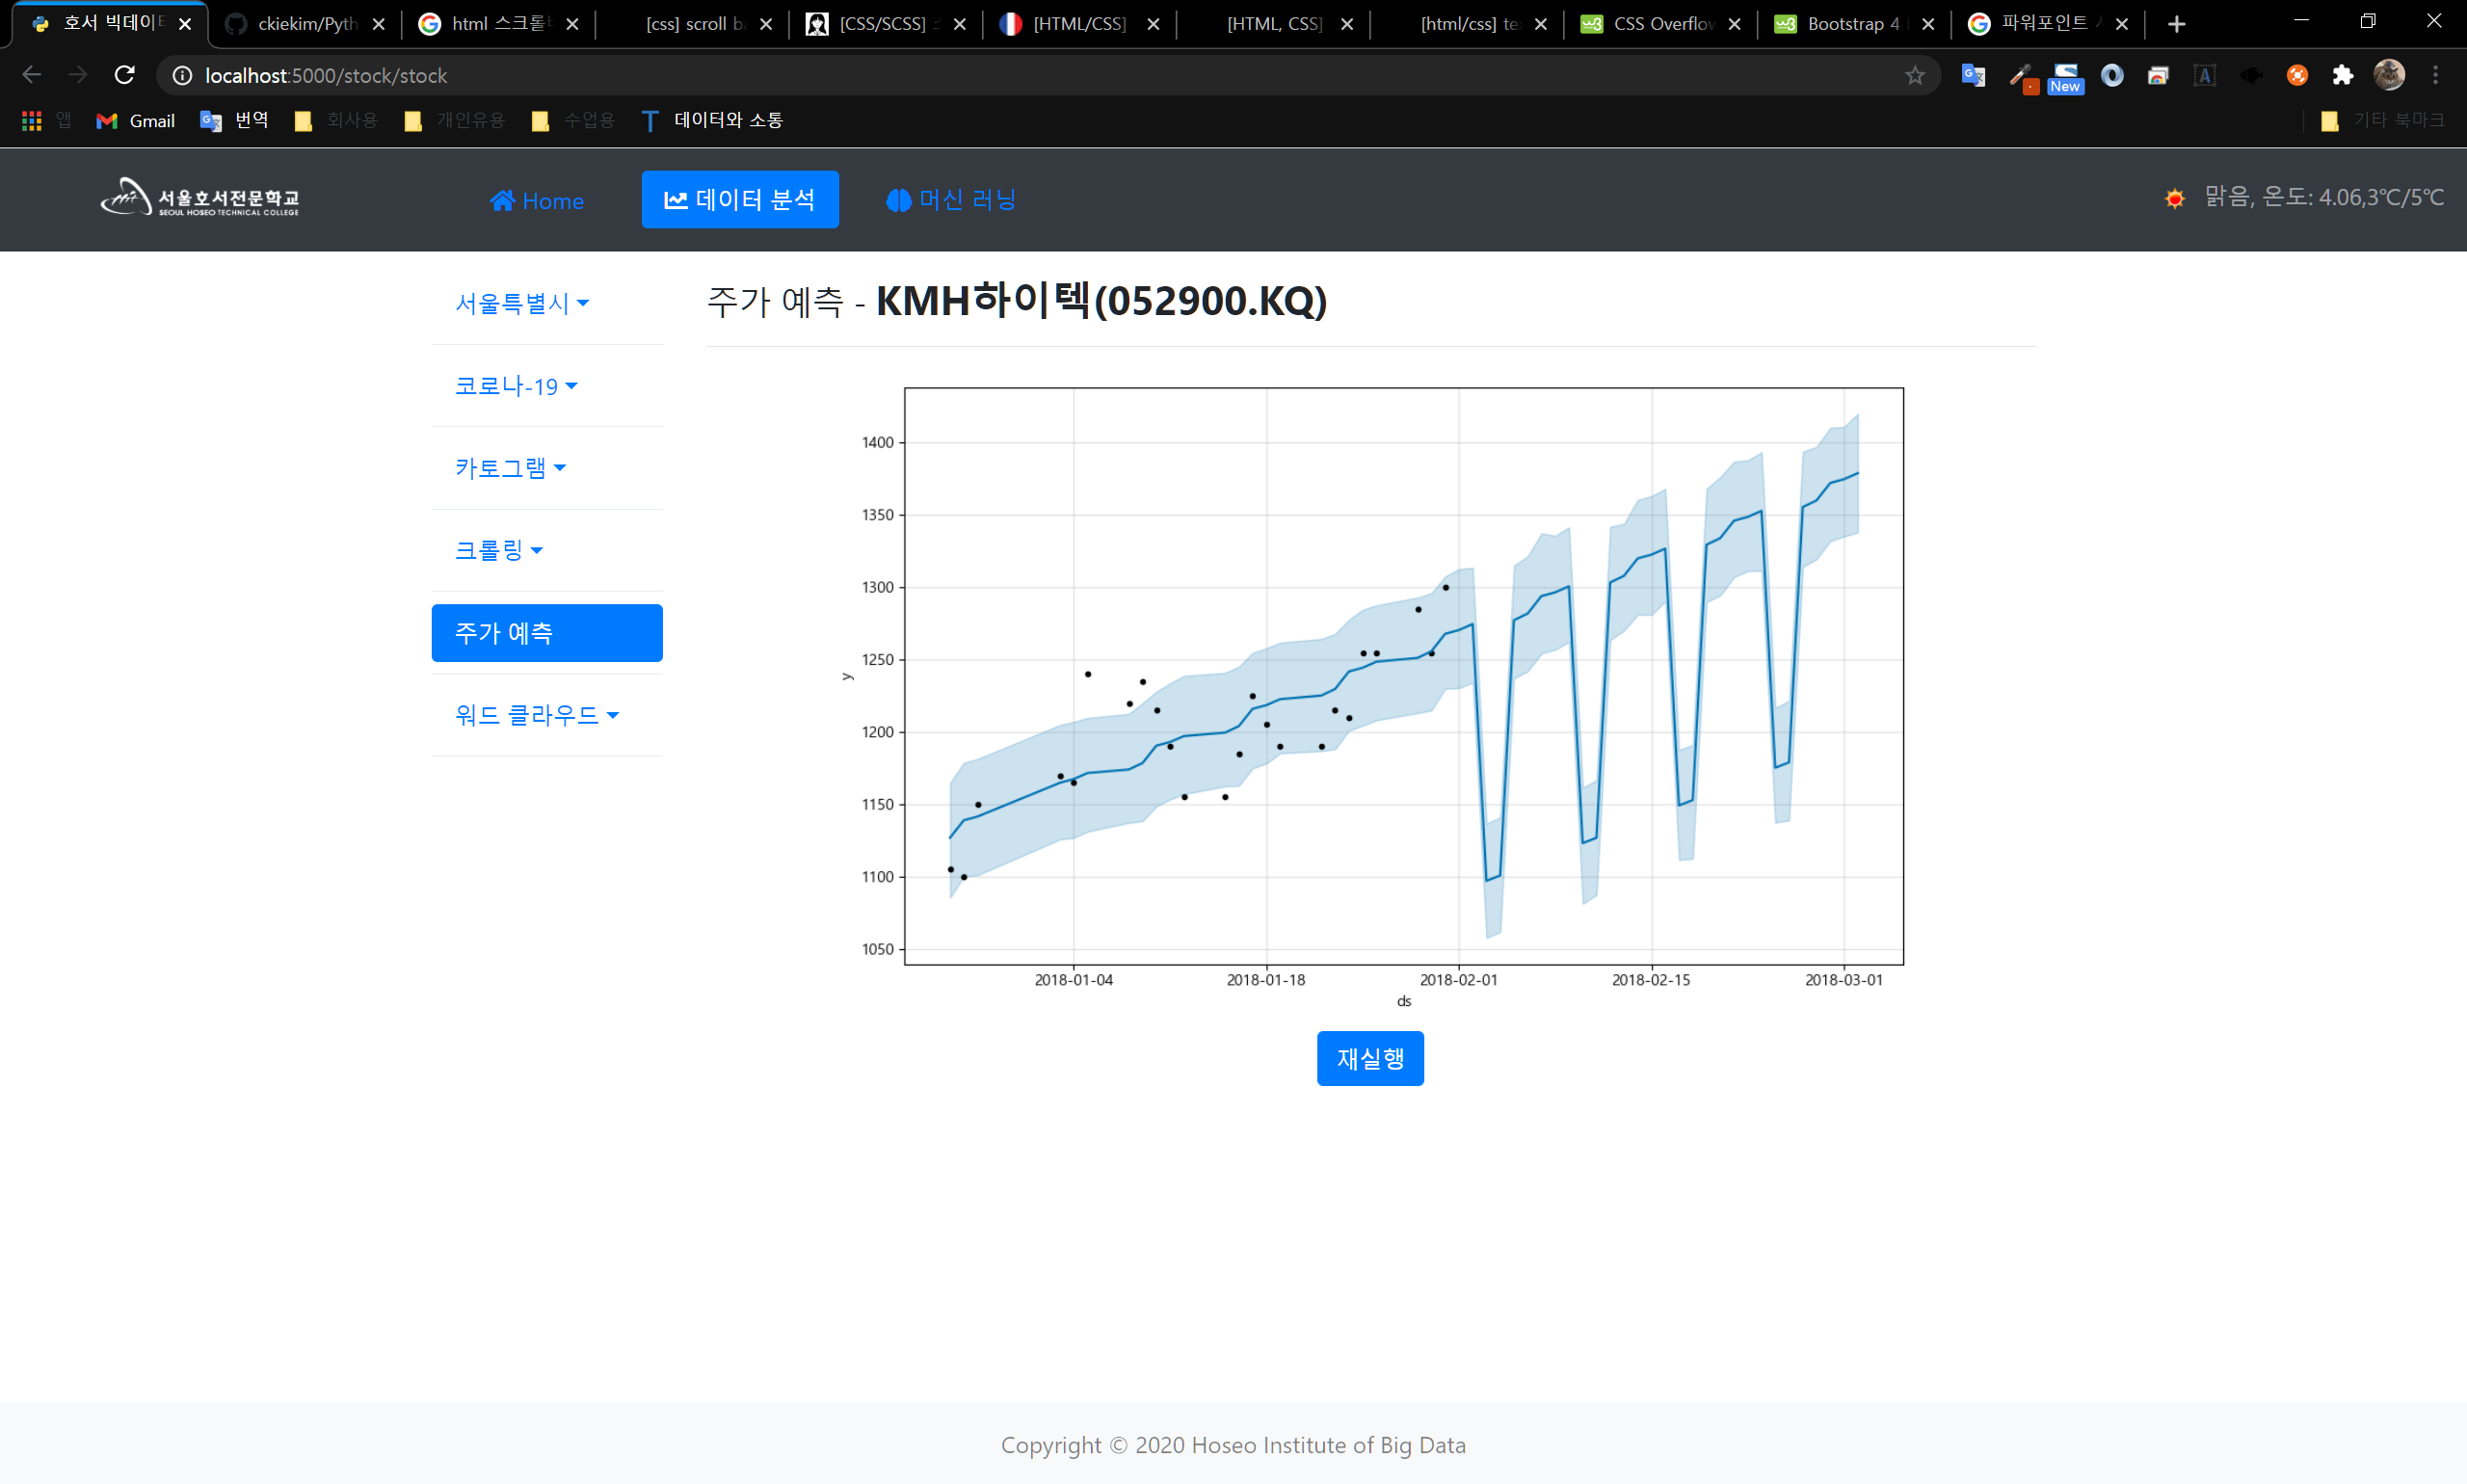 호서 빅데이터
ckiekim/Pyth
html 스크롤바
[css] scroll ba
[CSS/SCSS]
[HTML/CSS]
[HTML, CSS]
[html/css] te
CSS Overflow
Bootstrap 4
파워포인트
localhost:5000/stock/stock
New
앱
Gmail
번역
회사용
개인유용
수업용
데이터와 소통
기타 북마크
서울호서전문학교
SEOUL HOSEO TECHNICAL COLLEGE
Home
데이터 분석
머신 러닝
맑음, 온도: 4.06,3℃/5℃
서울특별시
코로나-19
카토그램
크롤링
주가 예측
워드 클라우드
주가 예측 - KMH하이텍(052900.KQ)
1400
1350
1300
1250
y
1200
1150
1100
1050
2018-01-04 2018-01-18 2018-02-01 2018-02-15 2018-03-01
ds
재실행
Copyright © 2020 Hoseo Institute of Big Data